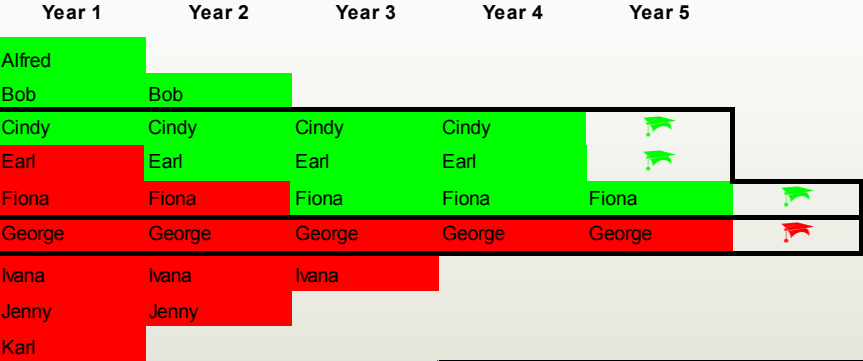 Year 1 Year 2 Year 3 Year 4 Year 5
Alfred
Bob Bob
Cindy Cindy Cindy Cindy
Earl Earl Earl Earl
Fiona Fiona Fiona Fiona Fiona
George George George George George
Ivana Ivana Ivana
Jenny Jenny
Karl